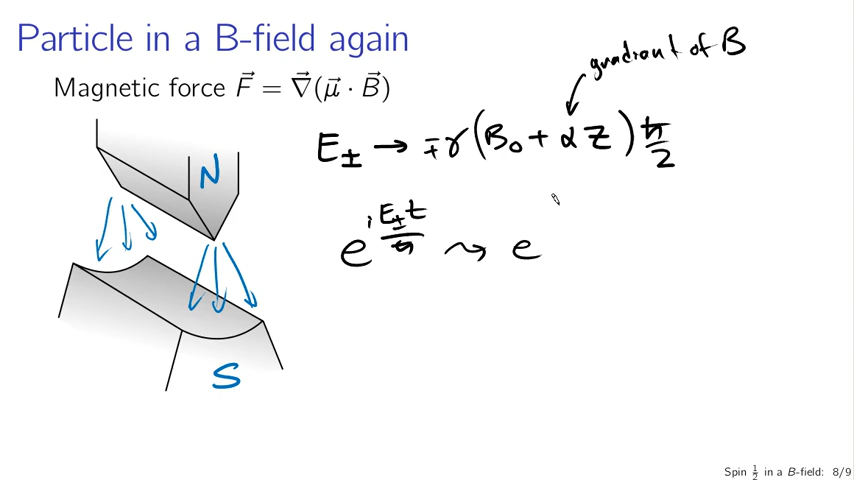 Particle in a B-field again
Magnetic force F⃗ = ∇⃗(μ⃗ · B⃗)
gradient of B
E± → ∓γ(B₀ + αz)ħ/2
N
e^(iE±t/ħ) ⤳ e
S
Spin ½ in a B-field: 8/9